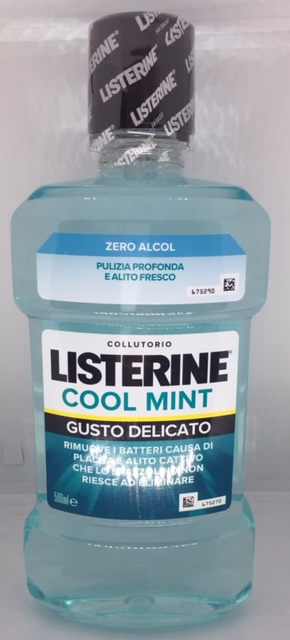 LISTERINE®
LISTERINE®
LISTERINE
ZERO ALCOL
PULIZIA PROFONDA
E ALITO FRESCO
475290
COLLUTORIO
LISTERINE®
COOL MINT
GUSTO DELICATO
RIMUOVE I BATTERI CAUSA DI
PLACCA E ALITO CATTIVO
CHE LO SPAZZOLINO NON
RIESCE AD ELIMINARE
500ml℮
475270